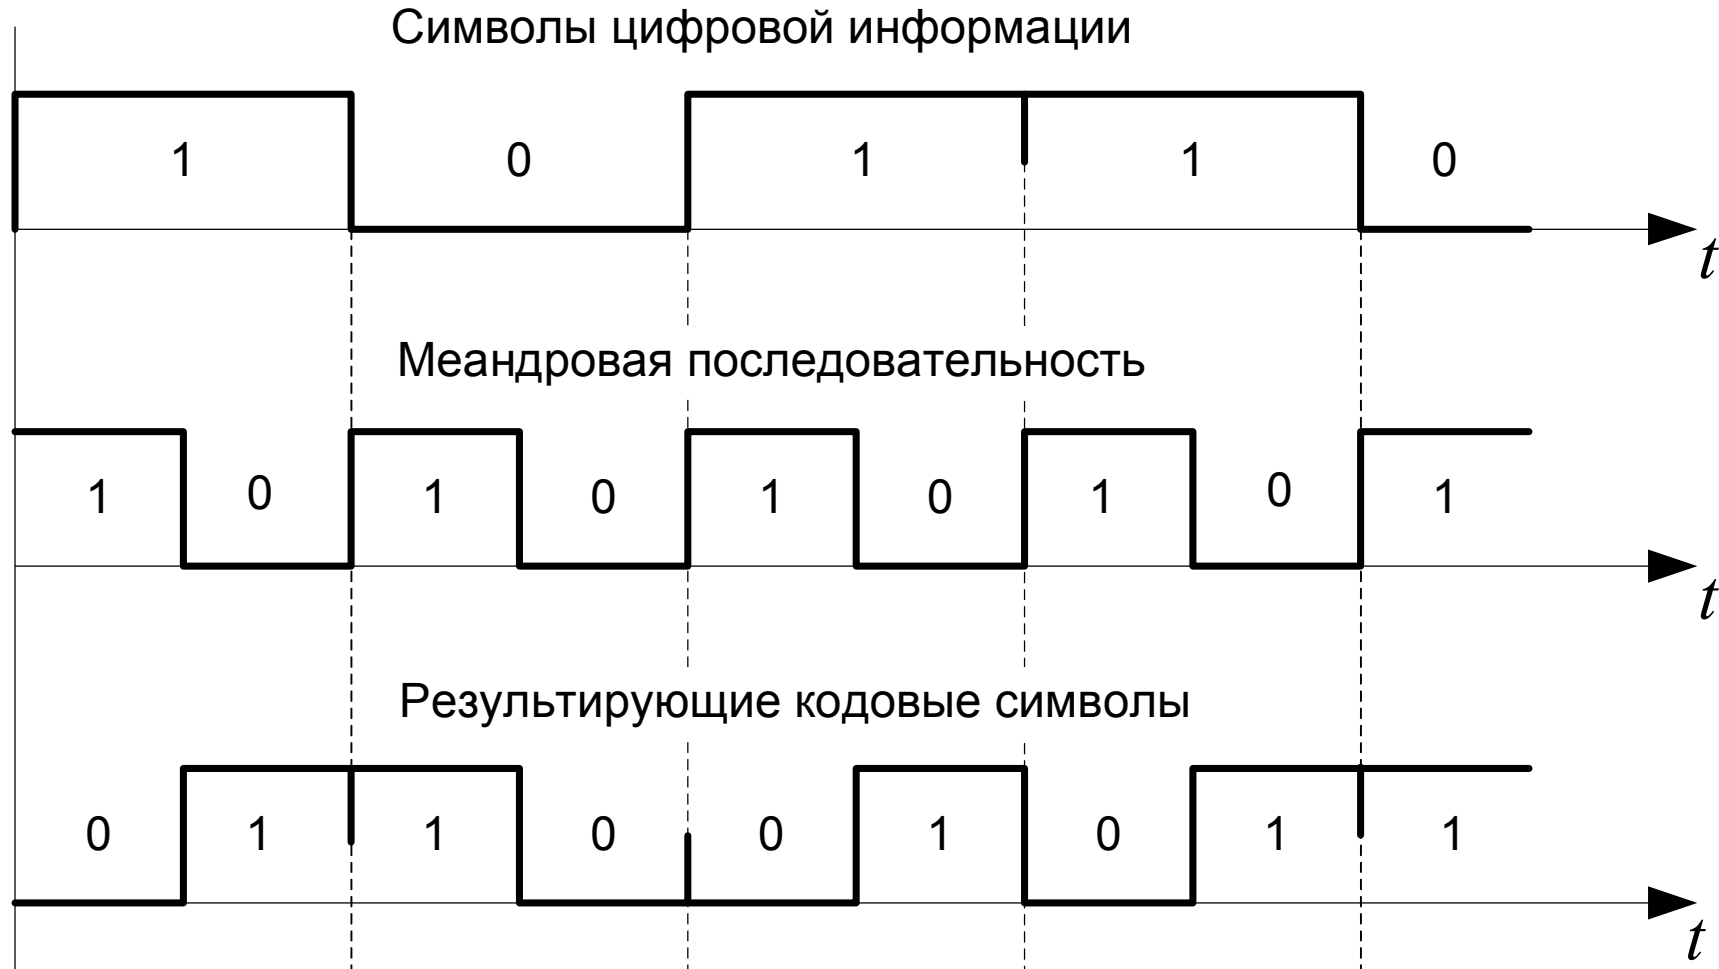 Символы цифровой информации
1 0 1 1 0
t
Меандровая последовательность
1 0 1 0 1 0 1 0 1
t
Результирующие кодовые символы
0 1 1 0 0 1 0 1 1
t